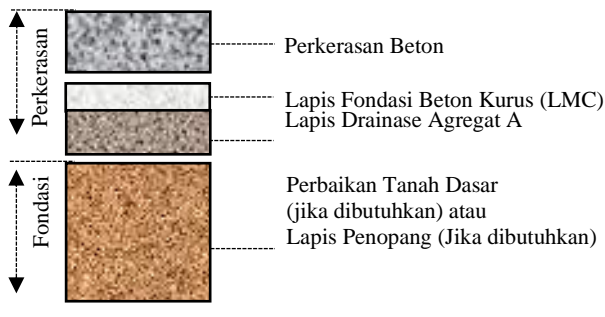 Perkerasan
Perkerasan Beton
Lapis Fondasi Beton Kurus (LMC)
Lapis Drainase Agregat A
Fondasi
Perbaikan Tanah Dasar
(jika dibutuhkan) atau
Lapis Penopang (Jika dibutuhkan)